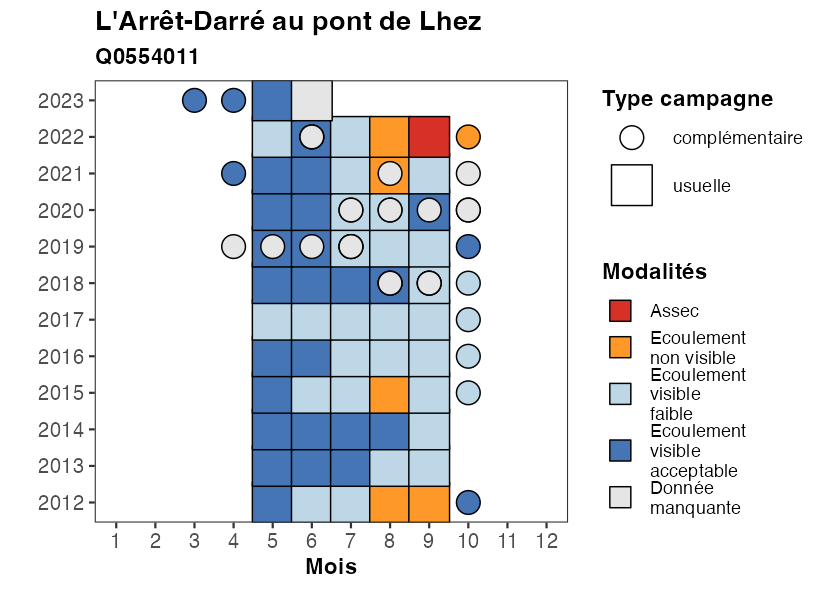 L'Arrêt-Darré au pont de Lhez
Q0554011
2023
2022
2021
2020
2019
2018
2017
2016
2015
2014
2013
2012
1 2 3 4 5 6 7 8 9 10 11 12
Mois
Type campagne
complémentaire
usuelle
Modalités
Assec
Ecoulement
non visible
Ecoulement
visible
faible
Ecoulement
visible
acceptable
Donnée
manquante